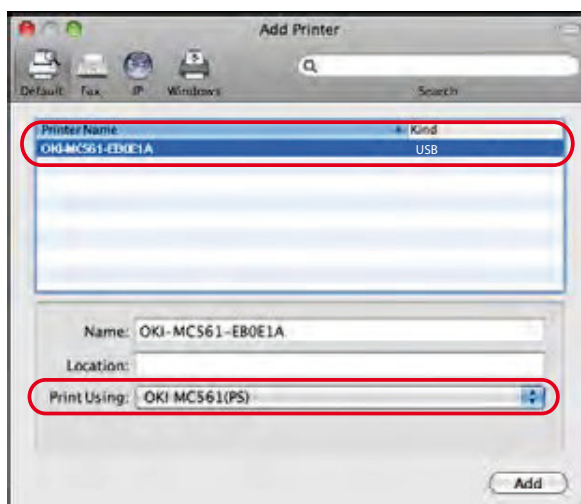 Add Printer
Default Fax IP Windows Search
Printer Name Kind
OKI-MC561-EB0E1A USB
Name: OKI-MC561-EB0E1A
Location:
Print Using: OKI MC561(PS)
Add